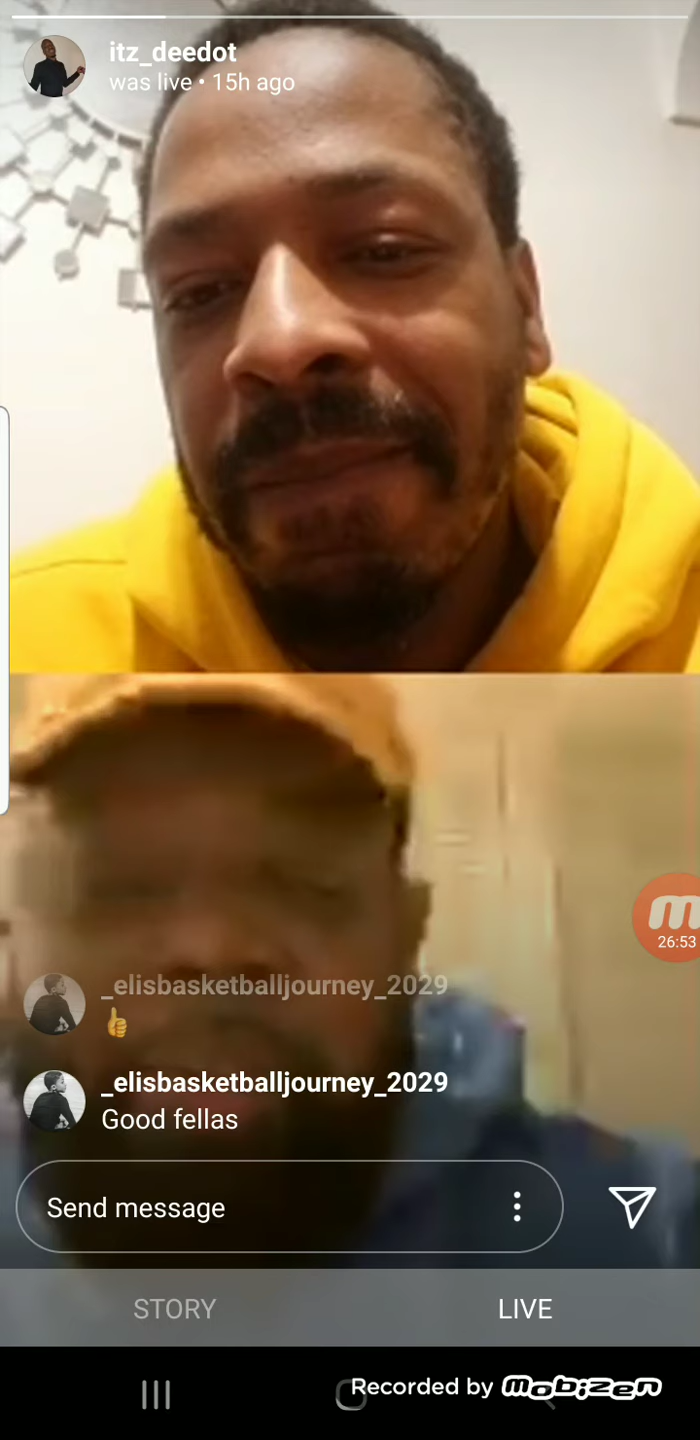 itz_deedot
was live • 15h ago
_elisbasketballjourney_2029
👍
_elisbasketballjourney_2029
Good fellas
Send message
STORY LIVE
m
26:53
Recorded by mobizen